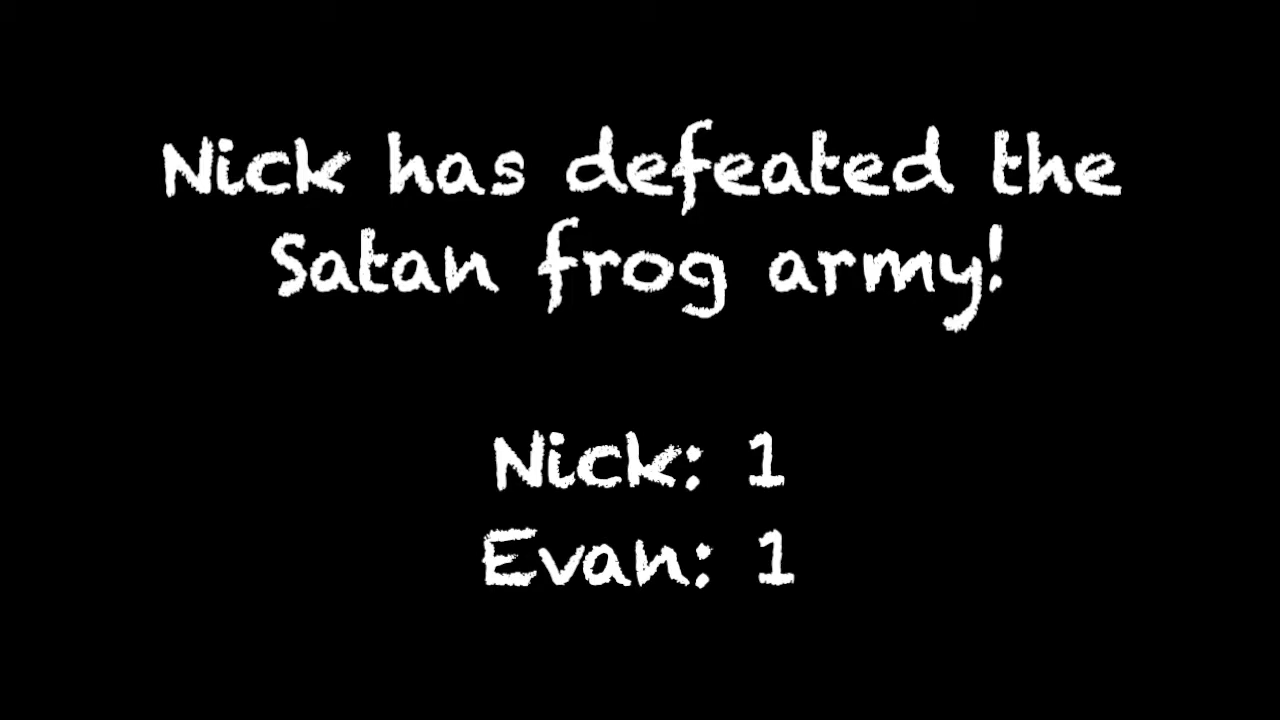 Nick has defeated the
Satan frog army!
Nick: 1
Evan: 1